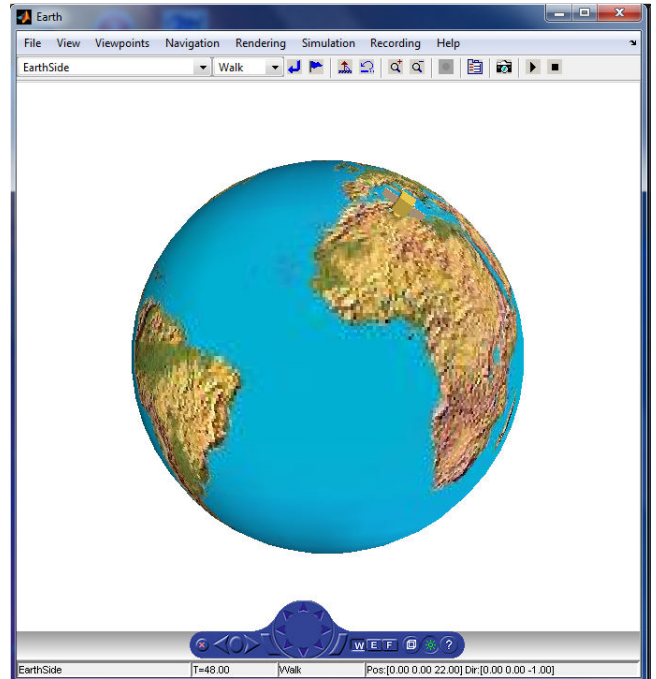 Earth
File View Viewpoints Navigation Rendering Simulation Recording Help
EarthSide Walk
W E F ?
EarthSide T=48.00 Walk Pos:[0.00 0.00 22.00] Dir:[0.00 0.00 -1.00]